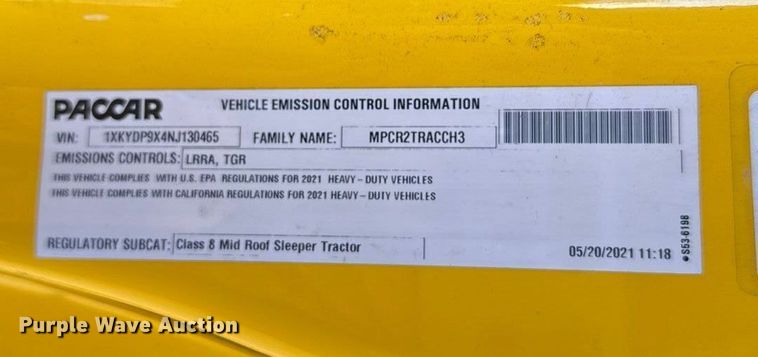 PACCAR VEHICLE EMISSION CONTROL INFORMATION
VIN: 1XKYDP9X4NJ130465 FAMILY NAME: MPCR2TRACCH3
EMISSIONS CONTROLS: LRRA, TGR
THIS VEHICLE COMPLIES WITH U.S. EPA REGULATIONS FOR 2021 HEAVY-DUTY VEHICLES
THIS VEHICLE COMPLIES WITH CALIFORNIA REGULATIONS FOR 2021 HEAVY-DUTY VEHICLES
REGULATORY SUBCAT: Class 8 Mid Roof Sleeper Tractor 05/20/2021 11:18
●S53-6198
Purple Wave Auction